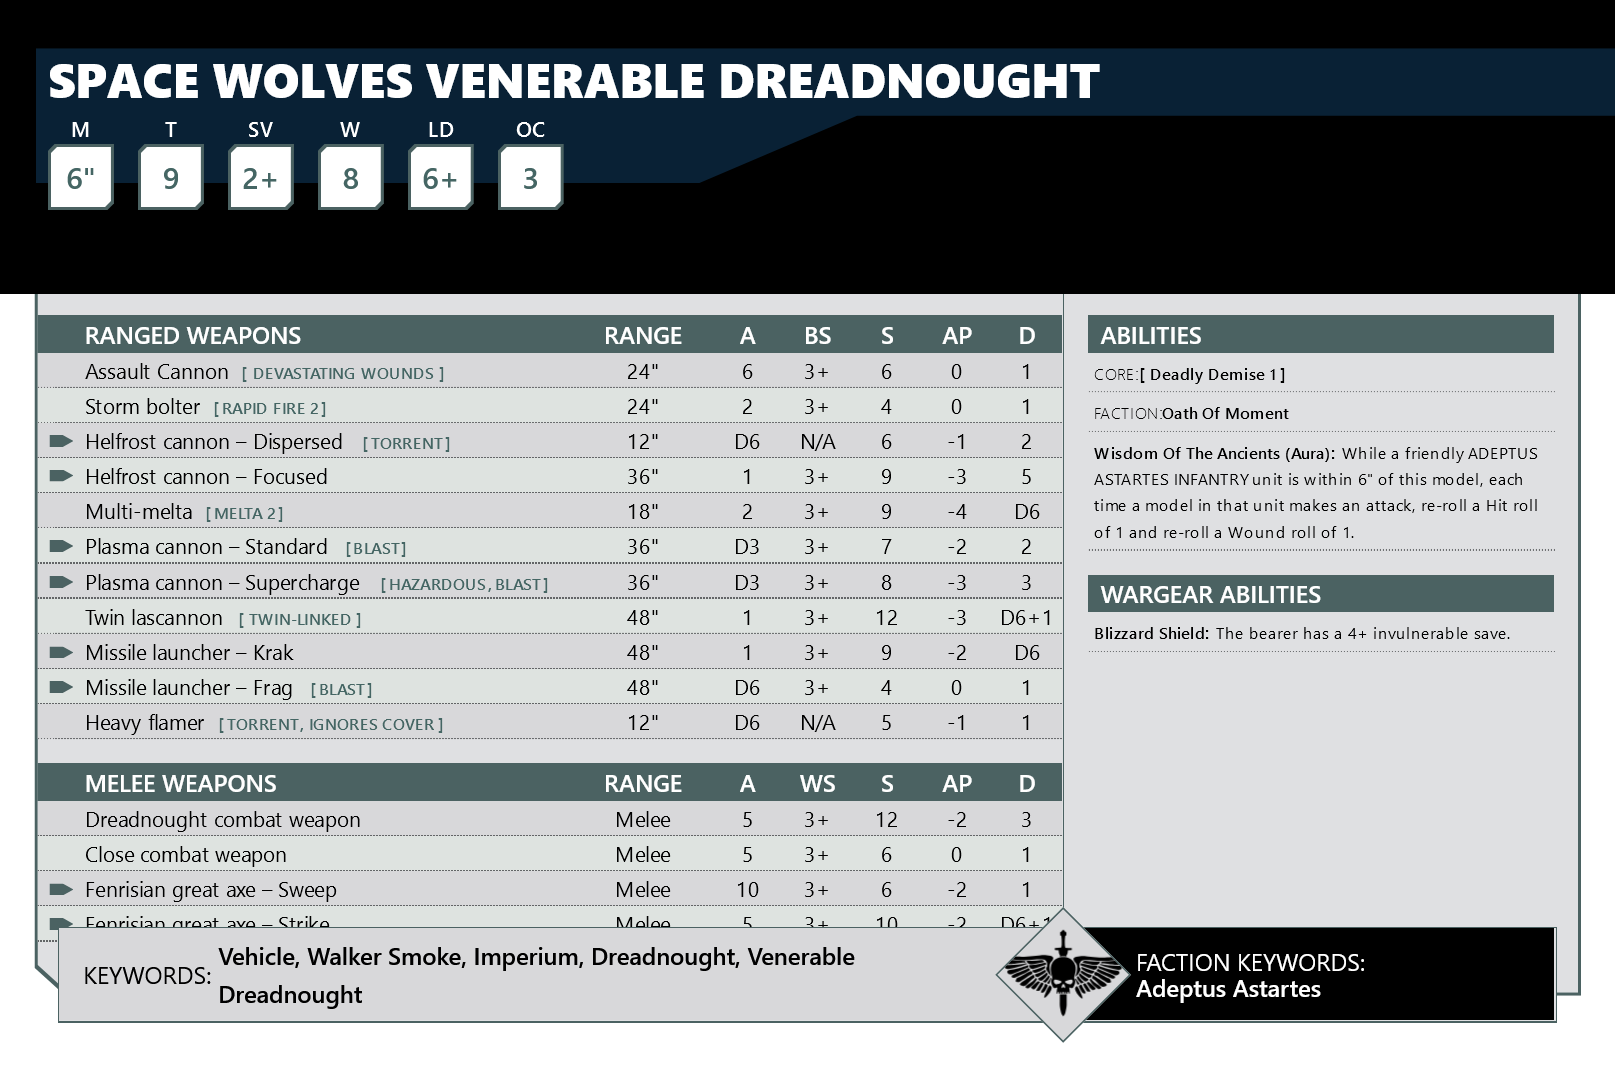 SPACE WOLVES VENERABLE DREADNOUGHT
M T SV W LD OC
6" 9 2+ 8 6+ 3
RANGED WEAPONS RANGE A BS S AP D
Assault Cannon [ DEVASTATING WOUNDS ] 24" 6 3+ 6 0 1
Storm bolter [RAPID FIRE 2] 24" 2 3+ 4 0 1
Helfrost cannon – Dispersed [TORRENT] 12" D6 N/A 6 -1 2
Helfrost cannon – Focused 36" 1 3+ 9 -3 5
Multi-melta [MELTA 2] 18" 2 3+ 9 -4 D6
Plasma cannon – Standard [BLAST] 36" D3 3+ 7 -2 2
Plasma cannon – Supercharge [HAZARDOUS, BLAST] 36" D3 3+ 8 -3 3
Twin lascannon [ TWIN-LINKED ] 48" 1 3+ 12 -3 D6+1
Missile launcher – Krak 48" 1 3+ 9 -2 D6
Missile launcher – Frag [BLAST] 48" D6 3+ 4 0 1
Heavy flamer [TORRENT, IGNORES COVER] 12" D6 N/A 5 -1 1
MELEE WEAPONS RANGE A WS S AP D
Dreadnought combat weapon Melee 5 3+ 12 -2 3
Close combat weapon Melee 5 3+ 6 0 1
Fenrisian great axe – Sweep Melee 10 3+ 6 -2 1
Fenrisian great axe – Strike Melee 5 3+ 10 -2 D6+1
ABILITIES
CORE:[ Deadly Demise 1]
FACTION:Oath Of Moment
Wisdom Of The Ancients (Aura): While a friendly ADEPTUS
ASTARTES INFANTRY unit is within 6" of this model, each
time a model in that unit makes an attack, re-roll a Hit roll
of 1 and re-roll a Wound roll of 1.
WARGEAR ABILITIES
Blizzard Shield: The bearer has a 4+ invulnerable save.
KEYWORDS: Vehicle, Walker Smoke, Imperium, Dreadnought, Venerable
Dreadnought
FACTION KEYWORDS:
Adeptus Astartes